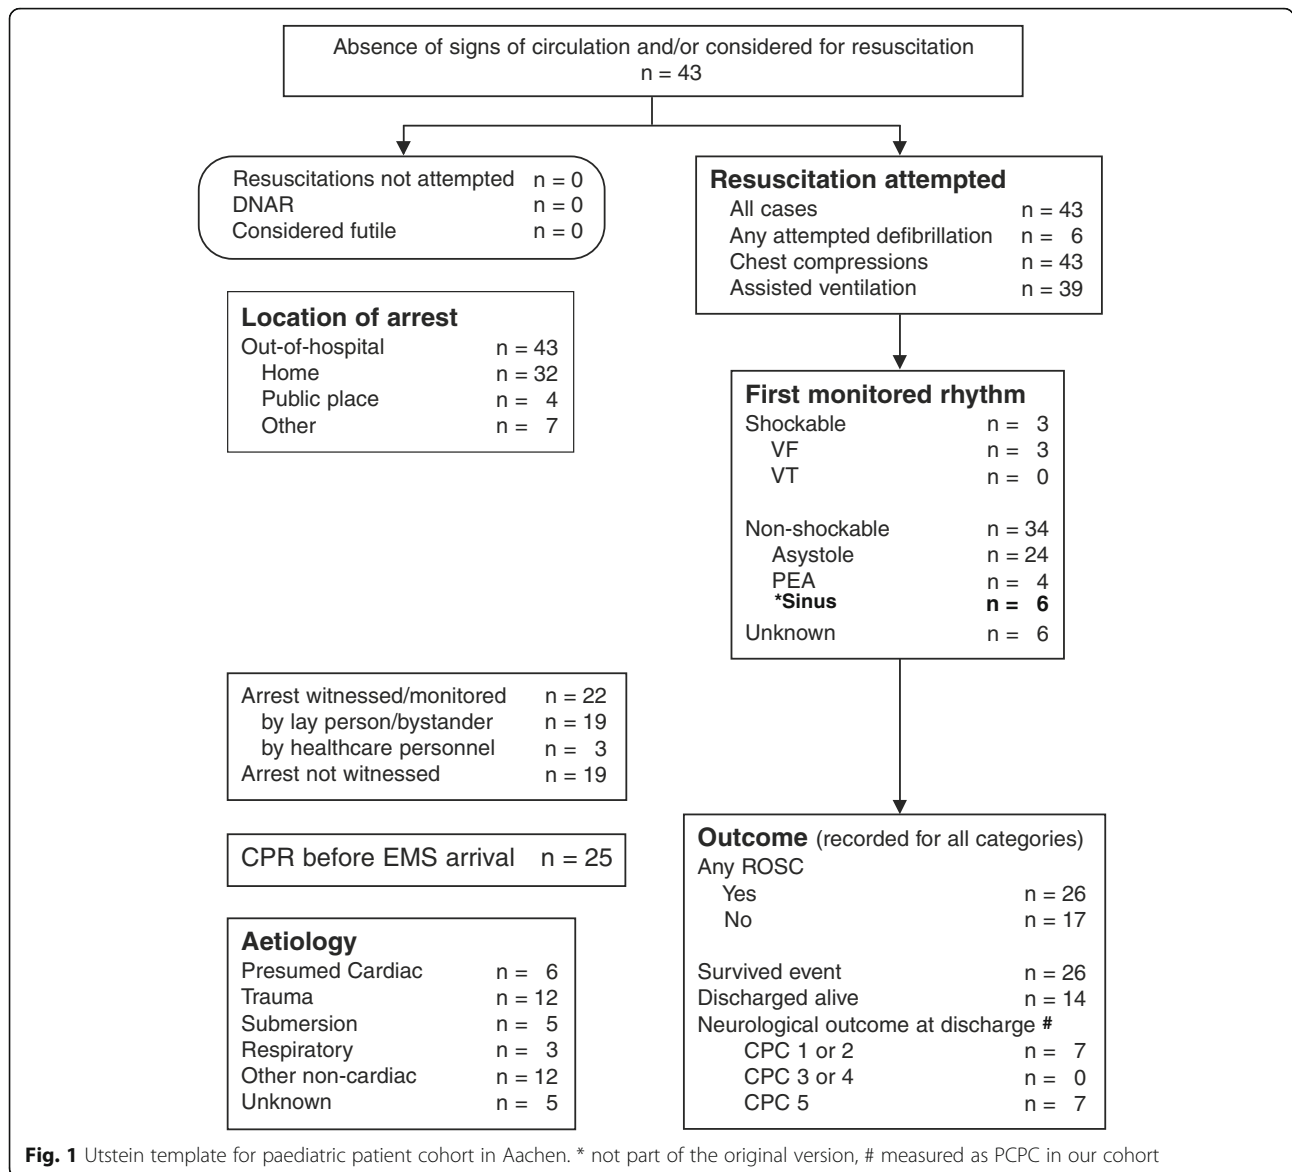 Absence of signs of circulation and/or considered for resuscitation
n = 43
Resuscitations not attempted n = 0
DNAR n = 0
Considered futile n = 0
Resuscitation attempted
All cases n = 43
Any attempted defibrillation n = 6
Chest compressions n = 43
Assisted ventilation n = 39
Location of arrest
Out-of-hospital n = 43
Home n = 32
Public place n = 4
Other n = 7
First monitored rhythm
Shockable n = 3
VF n = 3
VT n = 0
Non-shockable n = 34
Asystole n = 24
PEA n = 4
*Sinus n = 6
Unknown n = 6
Arrest witnessed/monitored n = 22
by lay person/bystander n = 19
by healthcare personnel n = 3
Arrest not witnessed n = 19
CPR before EMS arrival n = 25
Aetiology
Presumed Cardiac n = 6
Trauma n = 12
Submersion n = 5
Respiratory n = 3
Other non-cardiac n = 12
Unknown n = 5
Outcome (recorded for all categories)
Any ROSC
Yes n = 26
No n = 17
Survived event n = 26
Discharged alive n = 14
Neurological outcome at discharge #
CPC 1 or 2 n = 7
CPC 3 or 4 n = 0
CPC 5 n = 7
Fig. 1 Utstein template for paediatric patient cohort in Aachen. * not part of the original version, # measured as PCPC in our cohort